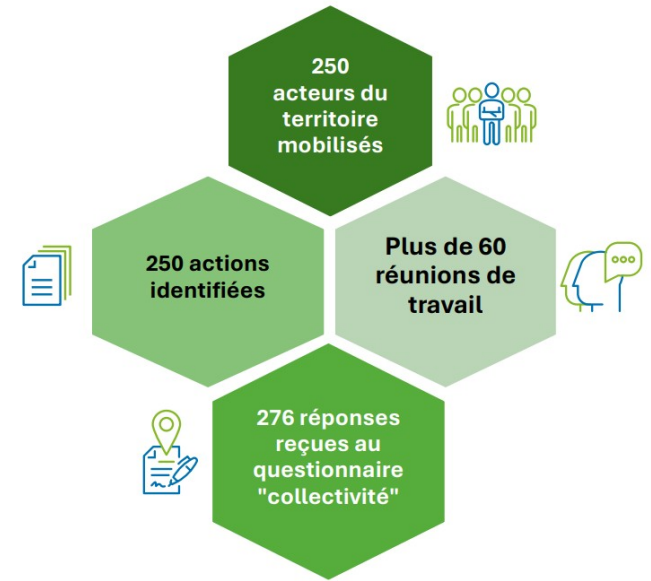 250
acteurs du
territoire
mobilisés
250 actions
identifiées
Plus de 60
réunions de
travail
276 réponses
reçues au
questionnaire
"collectivité"